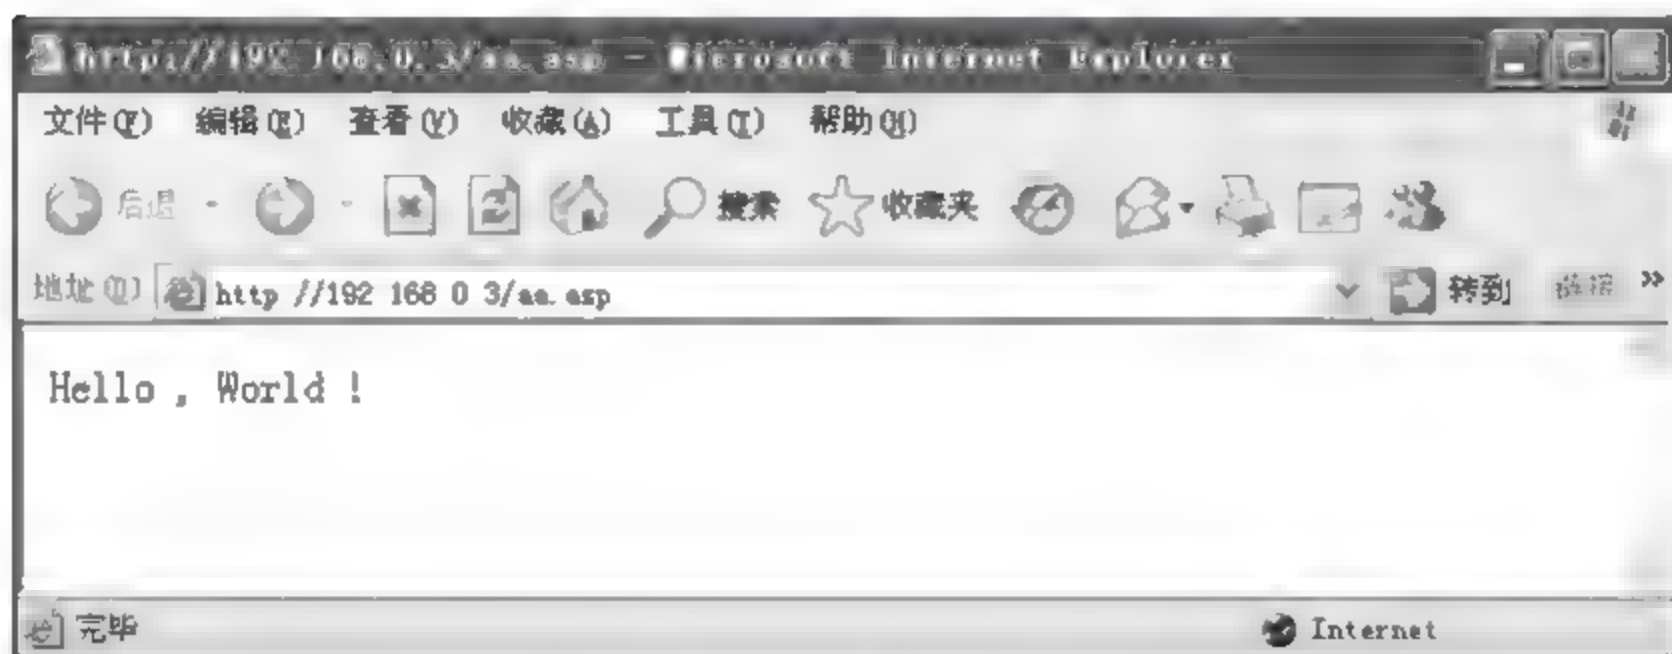 http://192.168.0.3/aa.asp - Microsoft Internet Explorer
文件(F) 编辑(E) 查看(V) 收藏(A) 工具(T) 帮助(H)
后退 搜索 收藏夹
地址(D) http //192 168 0 3/aa.asp 转到 链接 »
Hello , World !
完毕 Internet